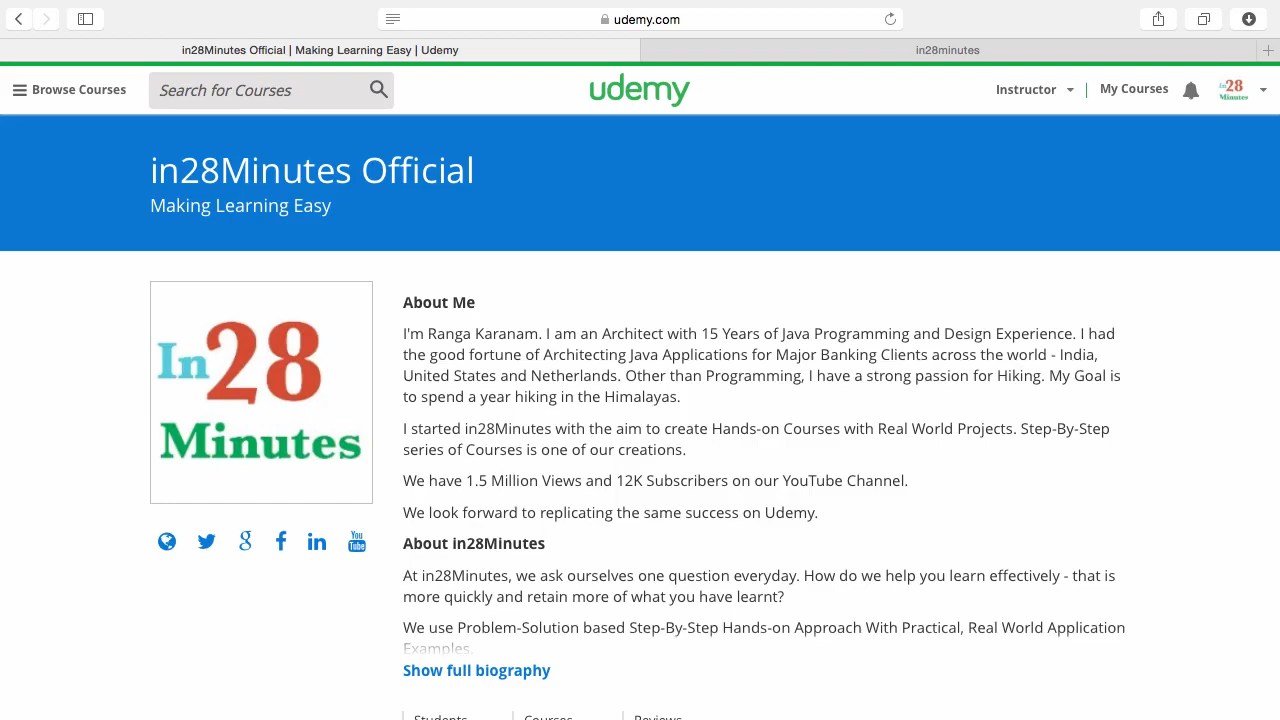 udemy.com
in28Minutes Official | Making Learning Easy | Udemy
in28minutes
Browse Courses
Search for Courses
udemy
Instructor
My Courses
In28
Minutes
in28Minutes Official
Making Learning Easy
In28
Minutes
You
Tube
About Me
I'm Ranga Karanam. I am an Architect with 15 Years of Java Programming and Design Experience. I had
the good fortune of Architecting Java Applications for Major Banking Clients across the world - India,
United States and Netherlands. Other than Programming, I have a strong passion for Hiking. My Goal is
to spend a year hiking in the Himalayas.
I started in28Minutes with the aim to create Hands-on Courses with Real World Projects. Step-By-Step
series of Courses is one of our creations.
We have 1.5 Million Views and 12K Subscribers on our YouTube Channel.
We look forward to replicating the same success on Udemy.
About in28Minutes
At in28Minutes, we ask ourselves one question everyday. How do we help you learn effectively - that is
more quickly and retain more of what you have learnt?
We use Problem-Solution based Step-By-Step Hands-on Approach With Practical, Real World Application
Examples.
Show full biography
Students
Courses
Reviews